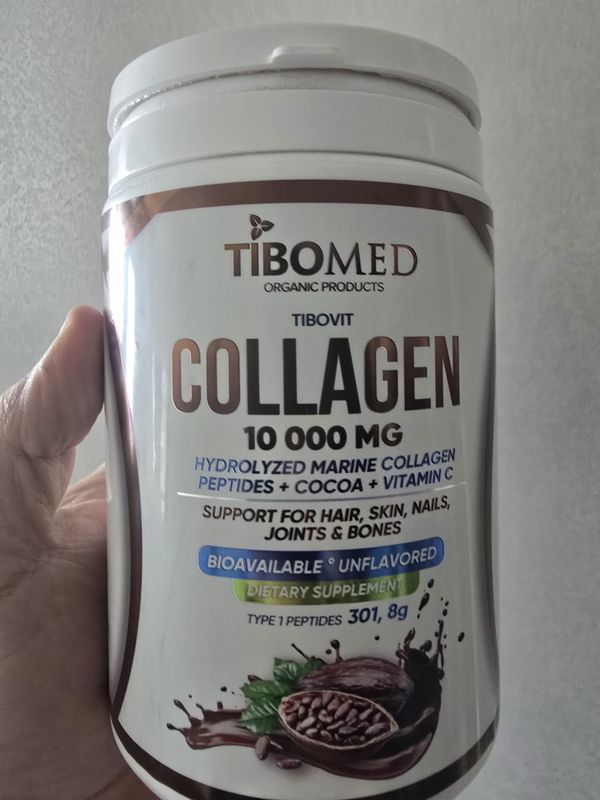 TIBOMED
ORGANIC PRODUCTS
TIBOVIT
COLLAGEN
10 000 MG
HYDROLYZED MARINE COLLAGEN
PEPTIDES + COCOA + VITAMIN C
SUPPORT FOR HAIR, SKIN, NAILS,
JOINTS & BONES
BIOAVAILABLE ° UNFLAVORED
DIETARY SUPPLEMENT
TYPE 1 PEPTIDES 301, 8g